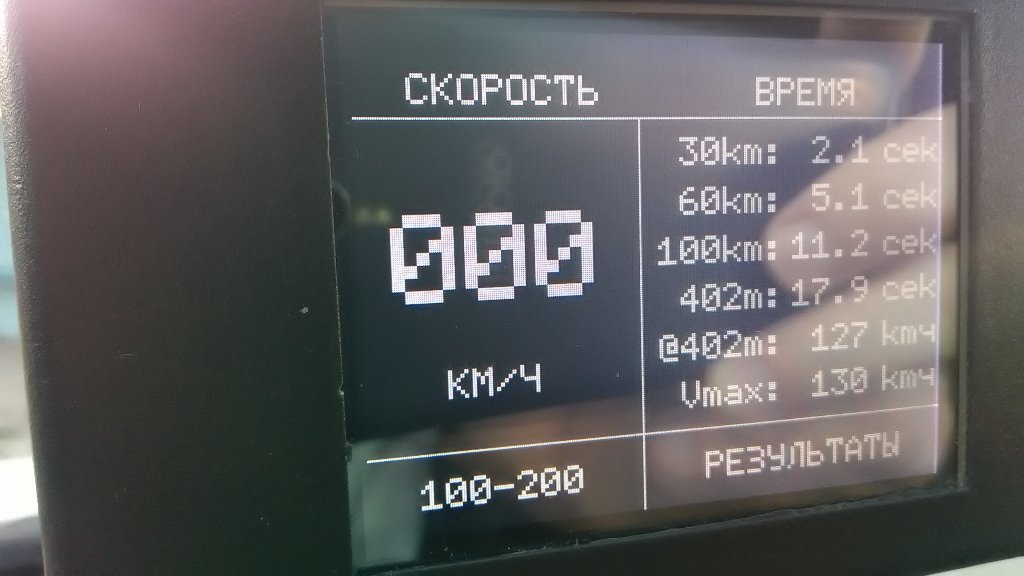 СКОРОСТЬ
000
КМ/Ч
100-200
ВРЕМЯ
30km: 2.1 сек
60km: 5.1 сек
100km: 11.2 сек
402m: 17.9 сек
@402m: 127 kmч
Vmax: 130 kmч
РЕЗУЛЬТАТЫ